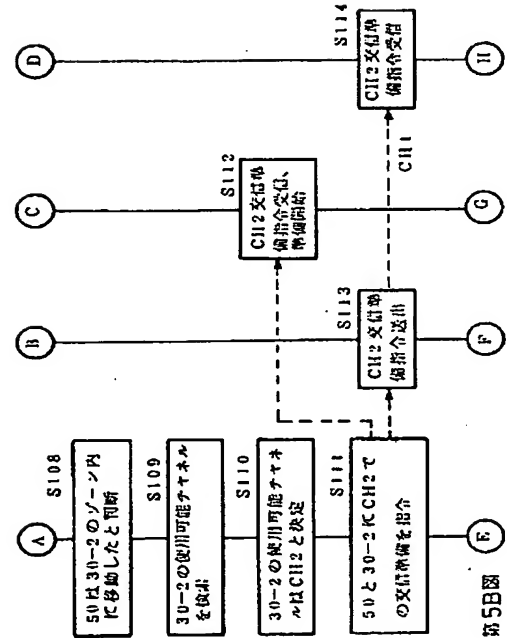 A
B
C
D
S108
50は30-2のゾーン内
に移動したと判断
S109
30-2の使用可能チャネル
を検索
S110
30-2の使用可能チャネ
ルはCH2と決定
S111
50と30-2にCH2で
の交信準備を指令
S112
CH2交信準
備指令受信、
準備開始
S113
CH2交信準
備指令送出
CH1
S114
CH2交信準
備指令受信
E
F
G
H
第5B図